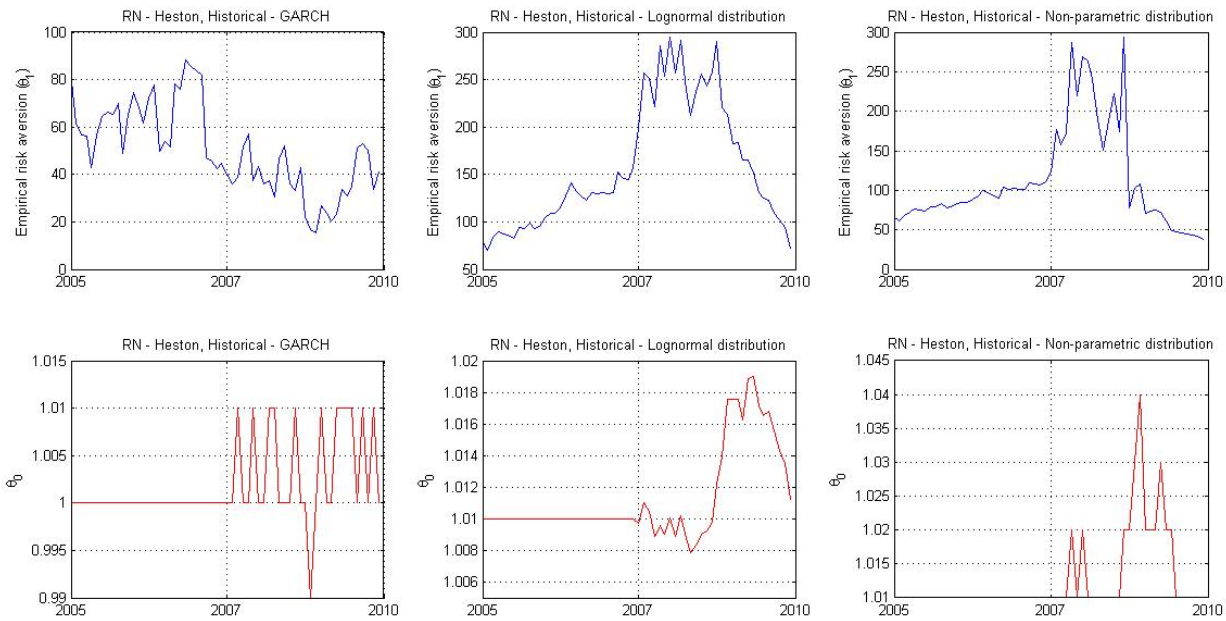 RN - Heston, Historical - GARCH
Empirical risk aversion (θ1)
100
80
60
40
20
0
2005 2007 2010
RN - Heston, Historical - Lognormal distribution
Empirical risk aversion (θ1)
300
250
200
150
100
50
2005 2007 2010
RN - Heston, Historical - Non-parametric distribution
Empirical risk aversion (θ1)
300
250
200
150
100
50
0
2005 2007 2010
RN - Heston, Historical - GARCH
θ0
1.015
1.01
1.005
1
0.995
0.99
2005 2007 2010
RN - Heston, Historical - Lognormal distribution
θ0
1.02
1.018
1.016
1.014
1.012
1.01
1.008
1.006
2005 2007 2010
RN - Heston, Historical - Non-parametric distribution
θ0
1.045
1.04
1.035
1.03
1.025
1.02
1.015
1.01
2005 2007 2010